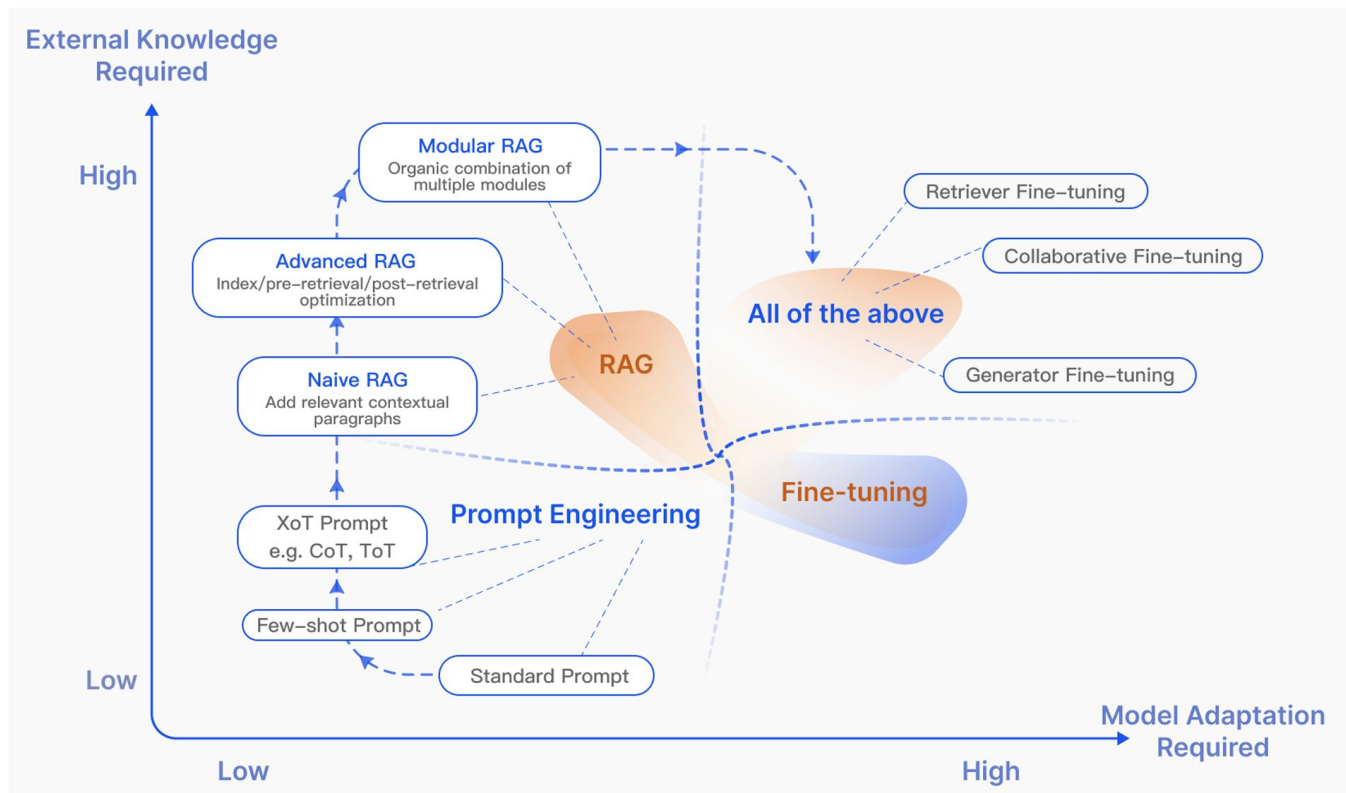 External Knowledge
Required
High
Low
Modular RAG
Organic combination of
multiple modules
Advanced RAG
Index/pre-retrieval/post-retrieval
optimization
Naive RAG
Add relevant contextual
paragraphs
XoT Prompt
e.g. CoT, ToT
Few-shot Prompt
Standard Prompt
RAG
Prompt Engineering
All of the above
Fine-tuning
Retriever Fine-tuning
Collaborative Fine-tuning
Generator Fine-tuning
Low
High
Model Adaptation
Required